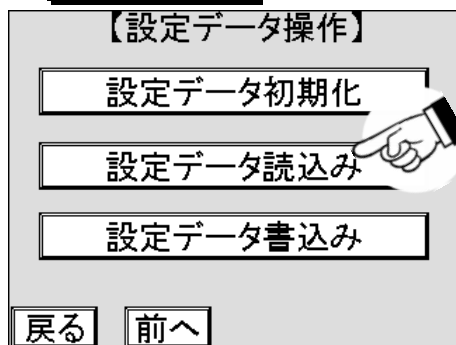 【設定データ操作】
設定データ初期化
設定データ読込み
設定データ書込み
戻る 前へ